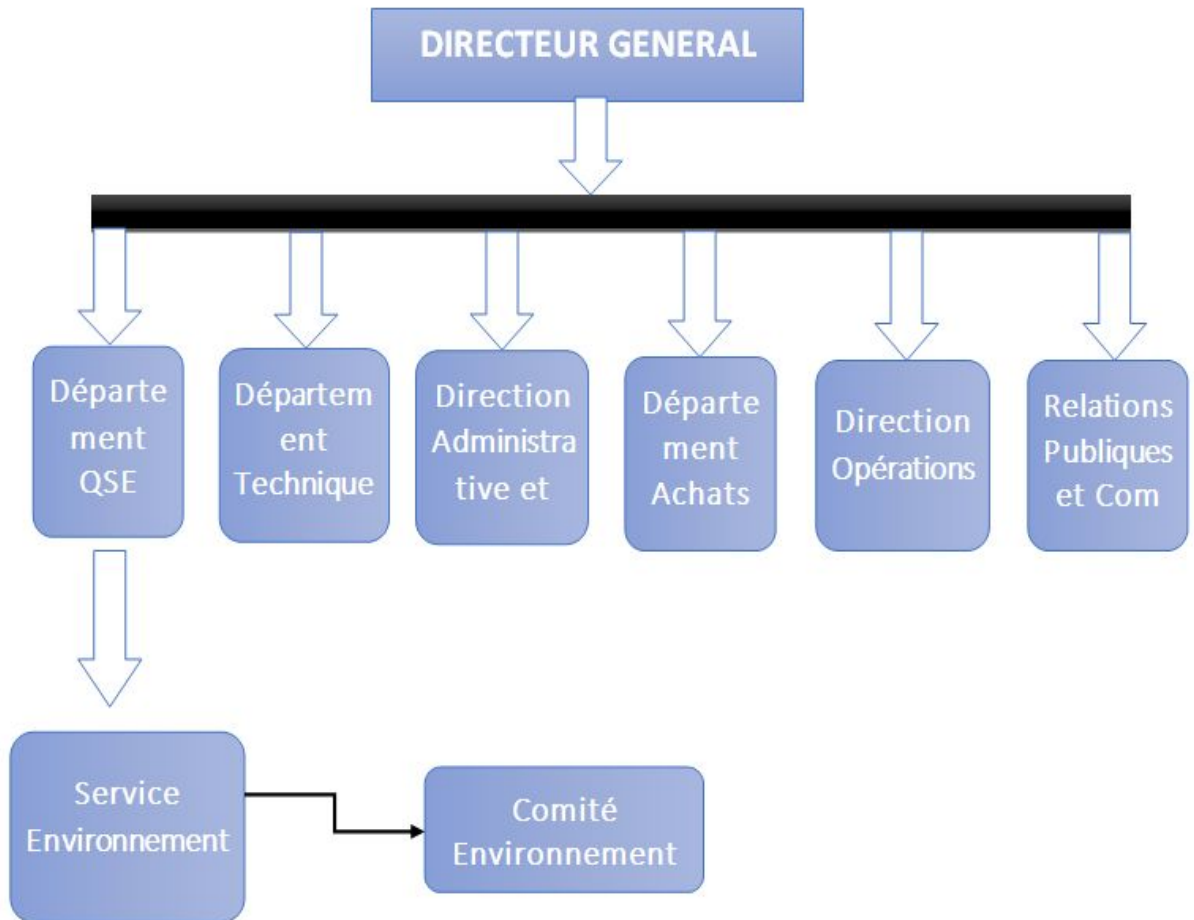 DIRECTEUR GENERAL
Départe
ment
QSE
Départem
ent
Technique
Direction
Administra
tive et
Départe
ment
Achats
Direction
Opérations
Relations
Publiques
et Com
Service
Environnement
Comité
Environnement